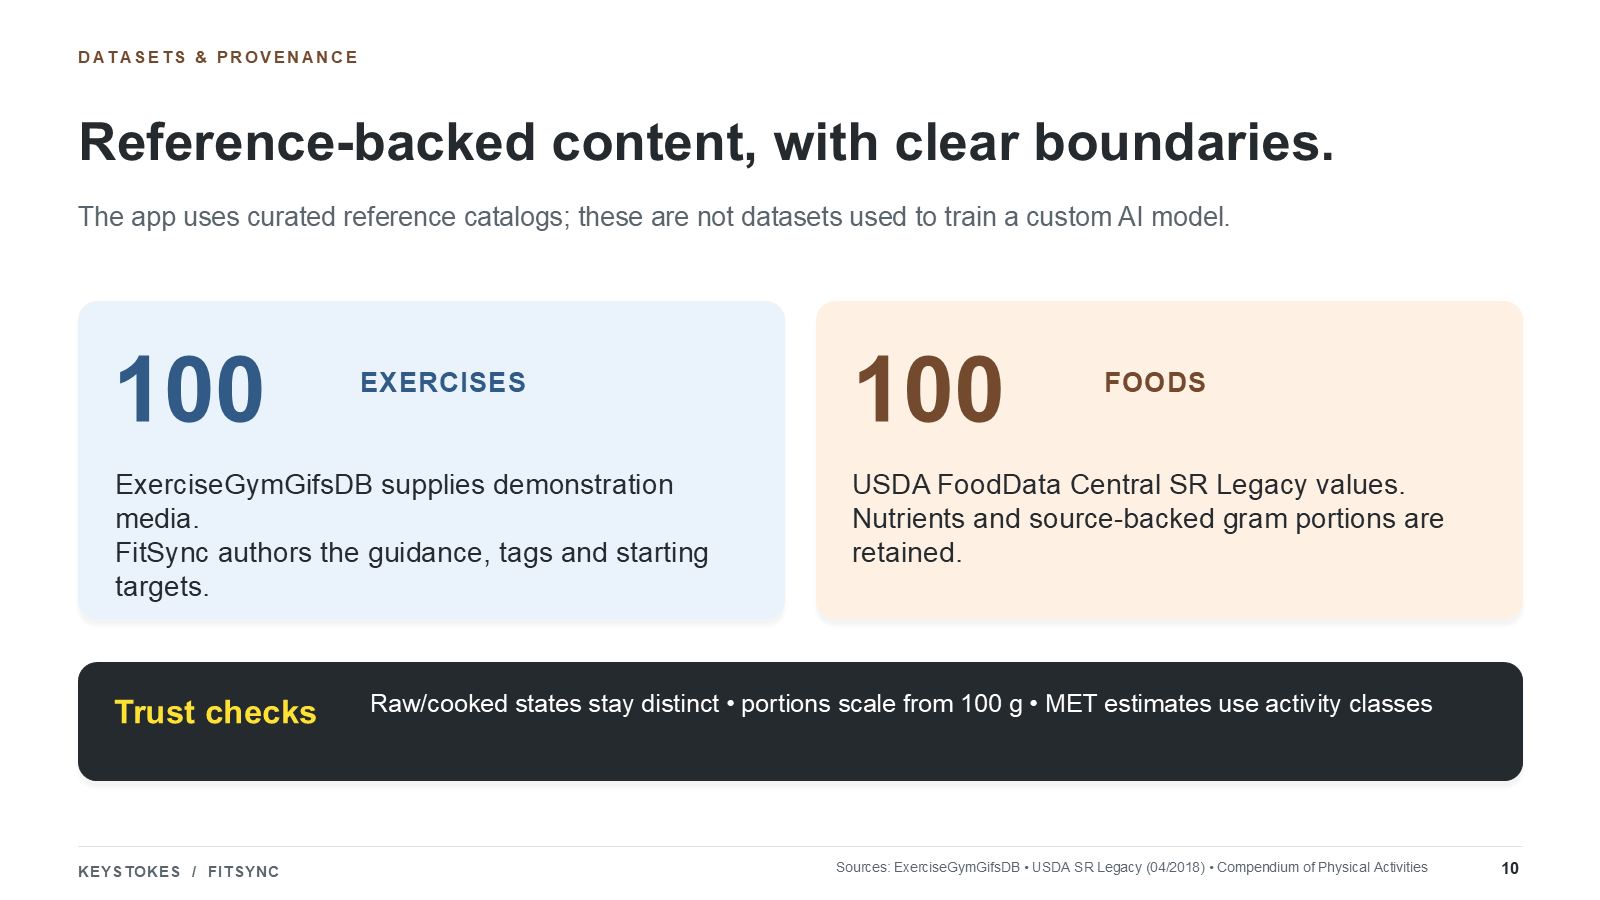 DATASETS & PROVENANCE
Reference-backed content, with clear boundaries.
The app uses curated reference catalogs; these are not datasets used to train a custom AI model.
100 EXERCISES
ExerciseGymGifsDB supplies demonstration
media.
FitSync authors the guidance, tags and starting
targets.
100 FOODS
USDA FoodData Central SR Legacy values.
Nutrients and source-backed gram portions are
retained.
Trust checks
Raw/cooked states stay distinct • portions scale from 100 g • MET estimates use activity classes
KEYSTOKES / FITSYNC
Sources: ExerciseGymGifsDB • USDA SR Legacy (04/2018) • Compendium of Physical Activities
10